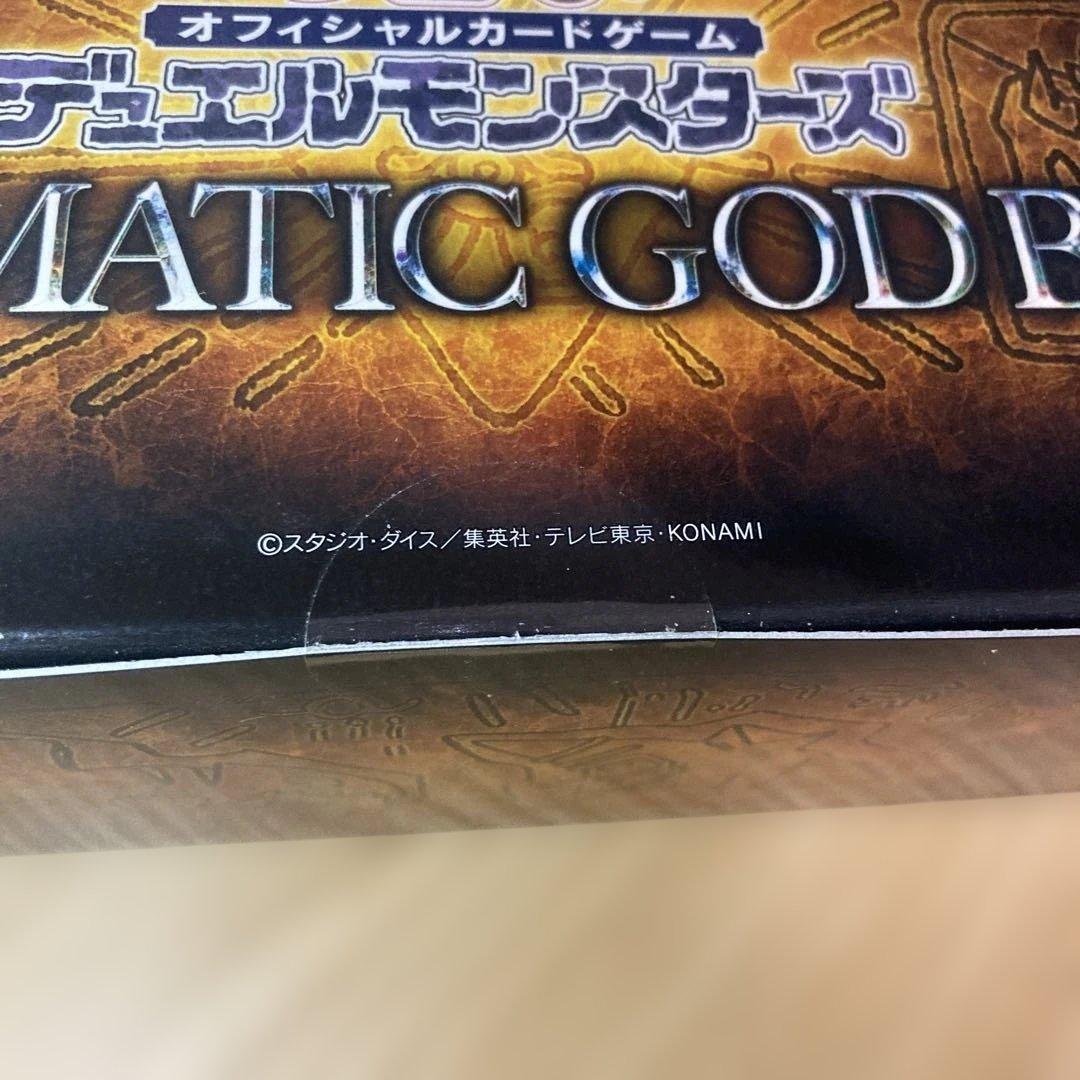 オフィシャルカードゲーム
デュエルモンスターズ
MATIC GOD B
©スタジオ・ダイス／集英社・テレビ東京・KONAMI